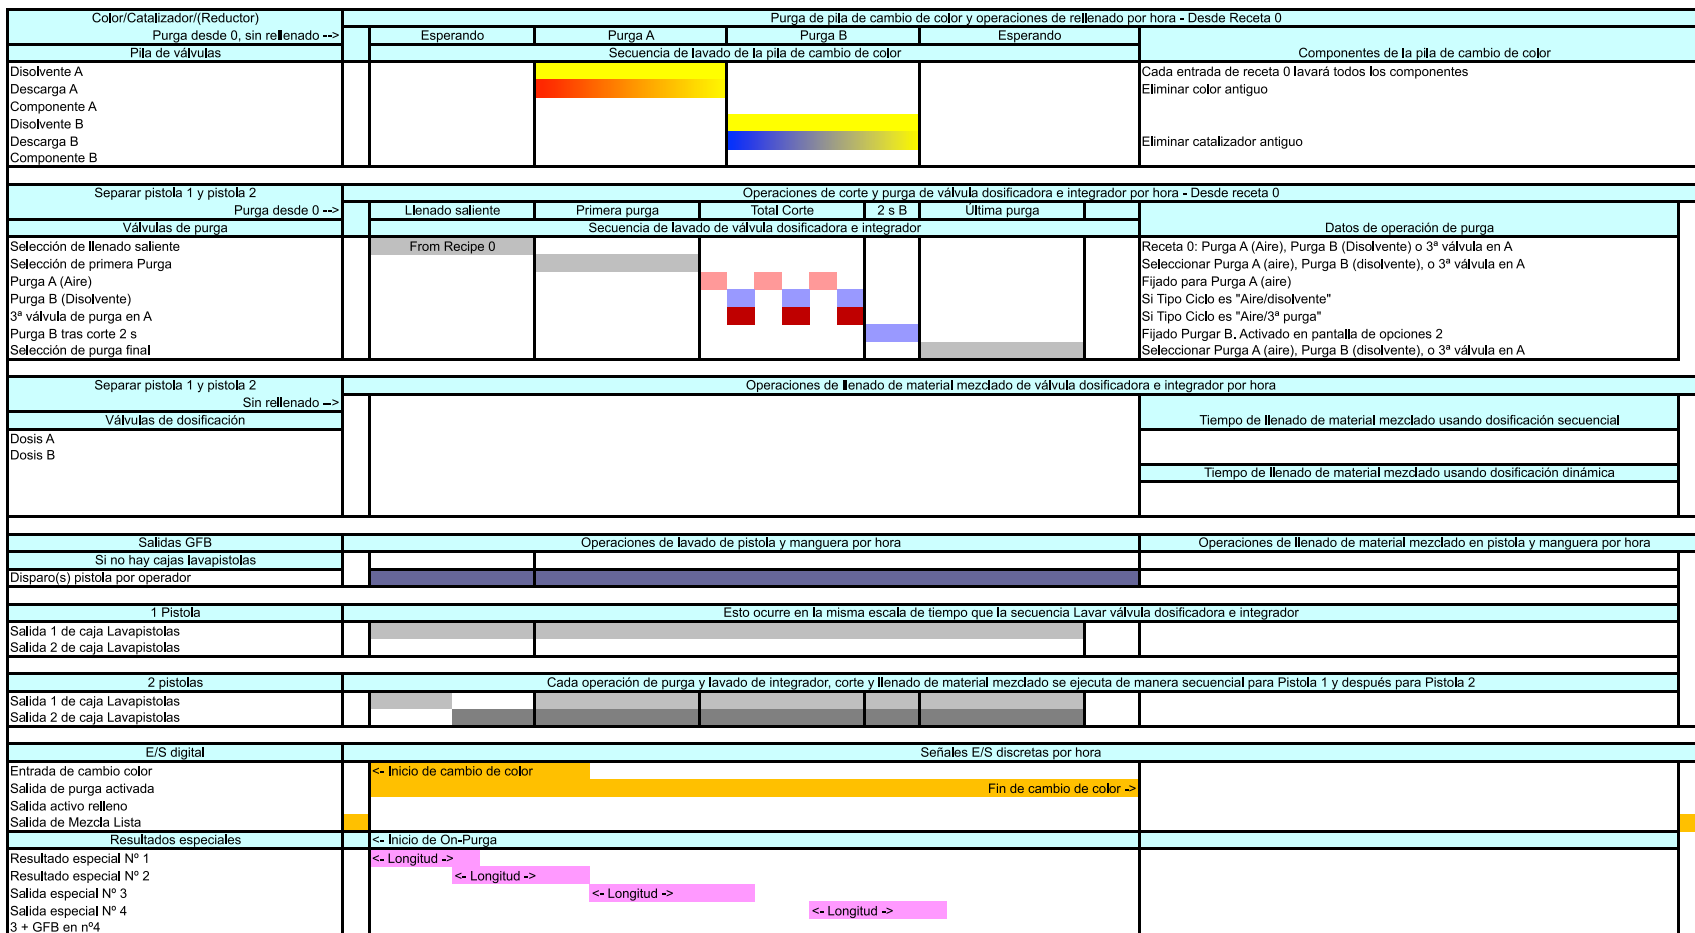 Color/Catalizador/(Reductor)
Purga de pila de cambio de color y operaciones de rellenado por hora - Desde Receta 0
Purga desde 0, sin rellenado -->
Esperando
Purga A
Purga B
Esperando
Pila de válvulas
Secuencia de lavado de la pila de cambio de color
Componentes de la pila de cambio de color
Disolvente A
Cada entrada de receta 0 lavará todos los componentes
Descarga A
Eliminar color antiguo
Componente A
Disolvente B
Descarga B
Eliminar catalizador antiguo
Componente B
Separar pistola 1 y pistola 2
Operaciones de corte y purga de válvula dosificadora e integrador por hora - Desde receta 0
Purga desde 0 -->
Llenado saliente
Primera purga
Total Corte
2 s B
Última purga
Válvulas de purga
Secuencia de lavado de válvula dosificadora e integrador
Datos de operación de purga
Selección de llenado saliente
From Recipe 0
Receta 0: Purga A (Aire), Purga B (Disolvente) o 3ª válvula en A
Selección de primera Purga
Seleccionar Purga A (aire), Purga B (disolvente), o 3ª válvula en A
Purga A (Aire)
Fijado para Purga A (aire)
Purga B (Disolvente)
Si Tipo Ciclo es "Aire/disolvente"
3ª válvula de purga en A
Si Tipo Ciclo es "Aire/3ª purga"
Purga B tras corte 2 s
Fijado Purgar B. Activado en pantalla de opciones 2
Selección de purga final
Seleccionar Purga A (aire), Purga B (disolvente), o 3ª válvula en A
Separar pistola 1 y pistola 2
Operaciones de llenado de material mezclado de válvula dosificadora e integrador por hora
Sin rellenado -->
Válvulas de dosificación
Tiempo de llenado de material mezclado usando dosificación secuencial
Dosis A
Dosis B
Tiempo de llenado de material mezclado usando dosificación dinámica
Salidas GFB
Operaciones de lavado de pistola y manguera por hora
Operaciones de llenado de material mezclado en pistola y manguera por hora
Si no hay cajas lavapistolas
Disparo(s) pistola por operador
1 Pistola
Esto ocurre en la misma escala de tiempo que la secuencia Lavar válvula dosificadora e integrador
Salida 1 de caja Lavapistolas
Salida 2 de caja Lavapistolas
2 pistolas
Cada operación de purga y lavado de integrador, corte y llenado de material mezclado se ejecuta de manera secuencial para Pistola 1 y después para Pistola 2
Salida 1 de caja Lavapistolas
Salida 2 de caja Lavapistolas
E/S digital
Señales E/S discretas por hora
Entrada de cambio color
<- Inicio de cambio de color
Salida de purga activada
Fin de cambio de color ->
Salida activo relleno
Salida de Mezcla Lista
Resultados especiales
<- Inicio de On-Purga
Resultado especial Nº 1
<- Longitud ->
Resultado especial Nº 2
<- Longitud ->
Salida especial Nº 3
<- Longitud ->
Salida especial Nº 4
<- Longitud ->
3 + GFB en nº4